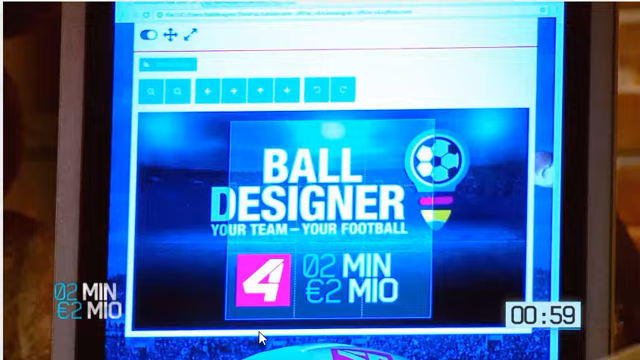 BALL
DESIGNER
YOUR TEAM – YOUR FOOTBALL
4
02 MIN
€2 MIO
02 MIN
€2 MIO
00:59